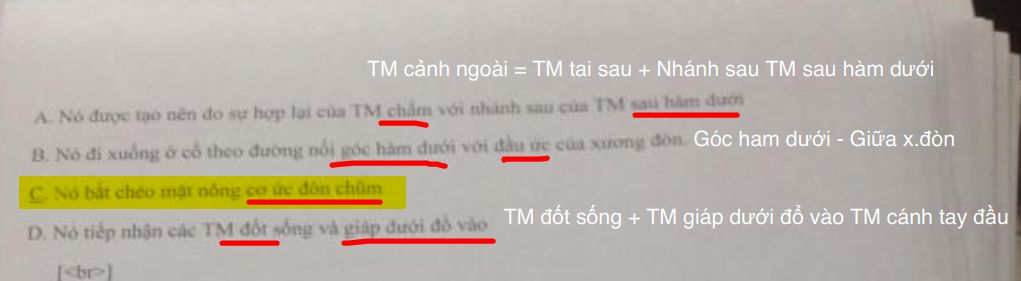 TM cảnh ngoài = TM tai sau + Nhánh sau TM sau hàm dưới
A. Nó được tạo nên do sự hợp lại của TM chẩm với nhánh sau của TM sau hàm dưới
B. Nó đi xuống ở cổ theo đường nối góc hàm dưới với đầu ức của xương đòn. Góc ham dưới - Giữa x.đòn
C. Nó bắt chéo mặt nông cơ ức đòn chũm
TM đốt sống + TM giáp dưới đổ vào TM cánh tay đầu
D. Nó tiếp nhận các TM đốt sống và giáp dưới đổ vào
[<br>]